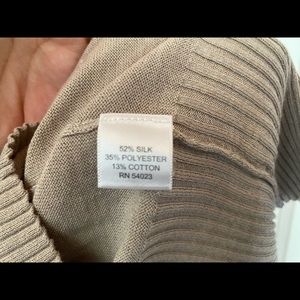 52% SILK
35% POLYESTER
13% COTTON
RN 54023